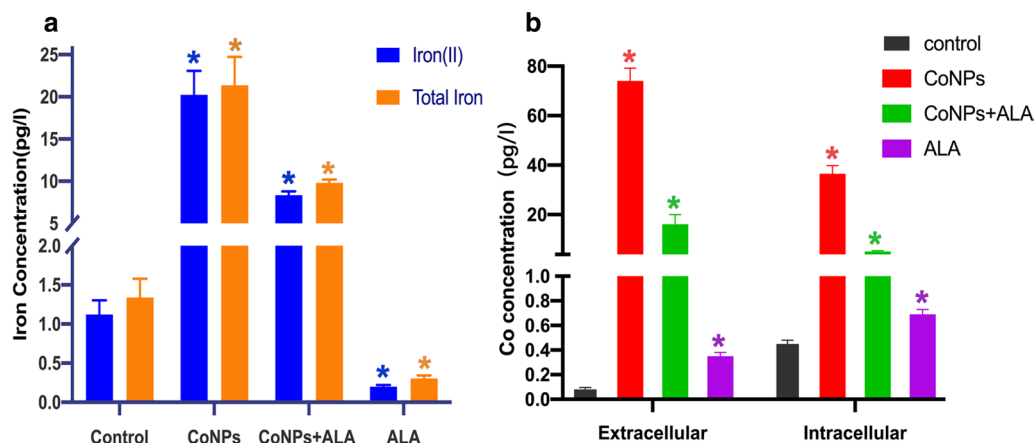 a
Iron Concentration(pg/l)
25
20
15
10
5
2.0
1.5
1.0
0.5
0.0
* * * * * *
Iron(II)
Total Iron
Control CoNPs CoNPs+ALA ALA
b
Co concentration (pg/l)
80
60
40
20
1.0
0.8
0.6
0.4
0.2
0.0
* * * * * *
control
CoNPs
CoNPs+ALA
ALA
Extracellular Intracellular